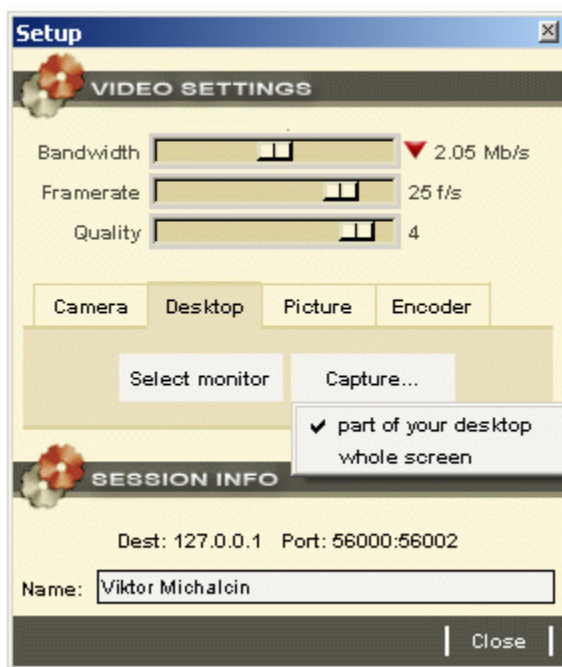 Setup
VIDEO SETTINGS
Bandwidth 2.05 Mb/s
Framerate 25 f/s
Quality 4
Camera Desktop Picture Encoder
Select monitor Capture...
part of your desktop
whole screen
SESSION INFO
Dest: 127.0.0.1 Port: 56000:56002
Name: Viktor Michalcin
Close